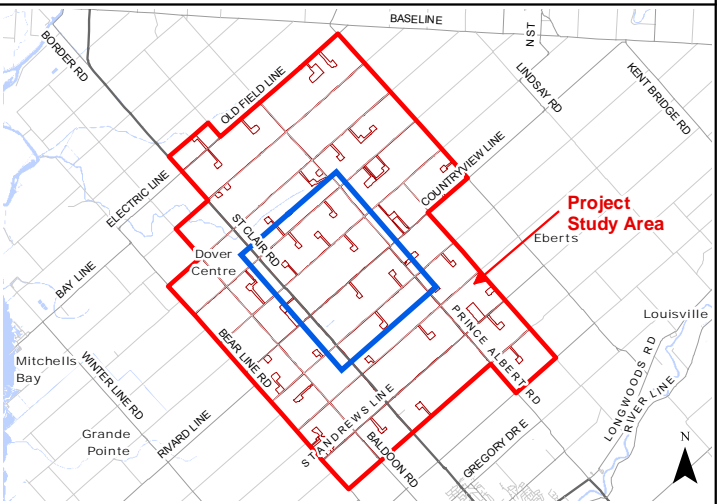 BASELINE
BORDER RD
N ST
LINDSAY RD
KENT BRIDGE RD
OLD FIELD LINE
COUNTRYVIEW LINE
ELECTRIC LINE
Project
Study Area
ST CLAIR RD
Eberts
Dover
Centre
BAY LINE
PRINCE ALBERT RD
Louisville
BEAR LINE RD
Mitchells
Bay
WINTER LINE RD
LONGWOODS RD
RIVER LINE
ST ANDREWS LINE
RIVARD LINE
Grande
Pointe
BALDOON RD
GREGORY DR E
N